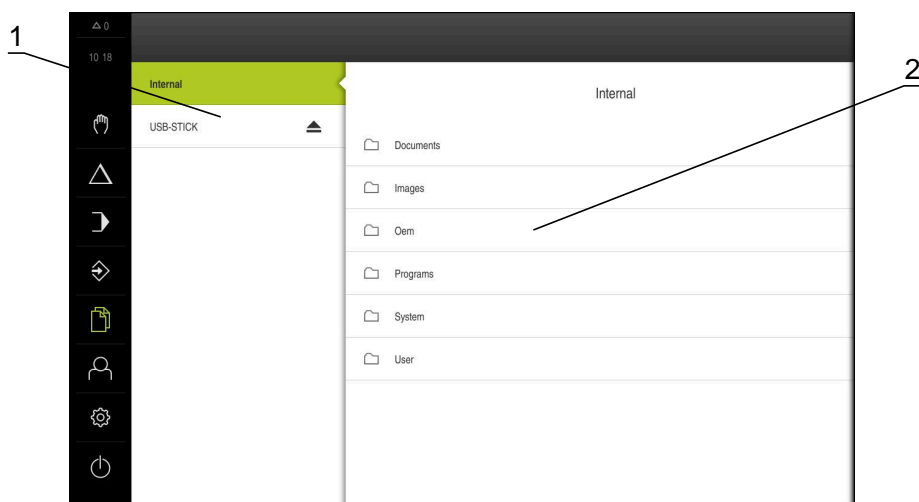 1
2
0
10 18
Internal
USB-STICK
Internal
Documents
Images
Oem
Programs
System
User